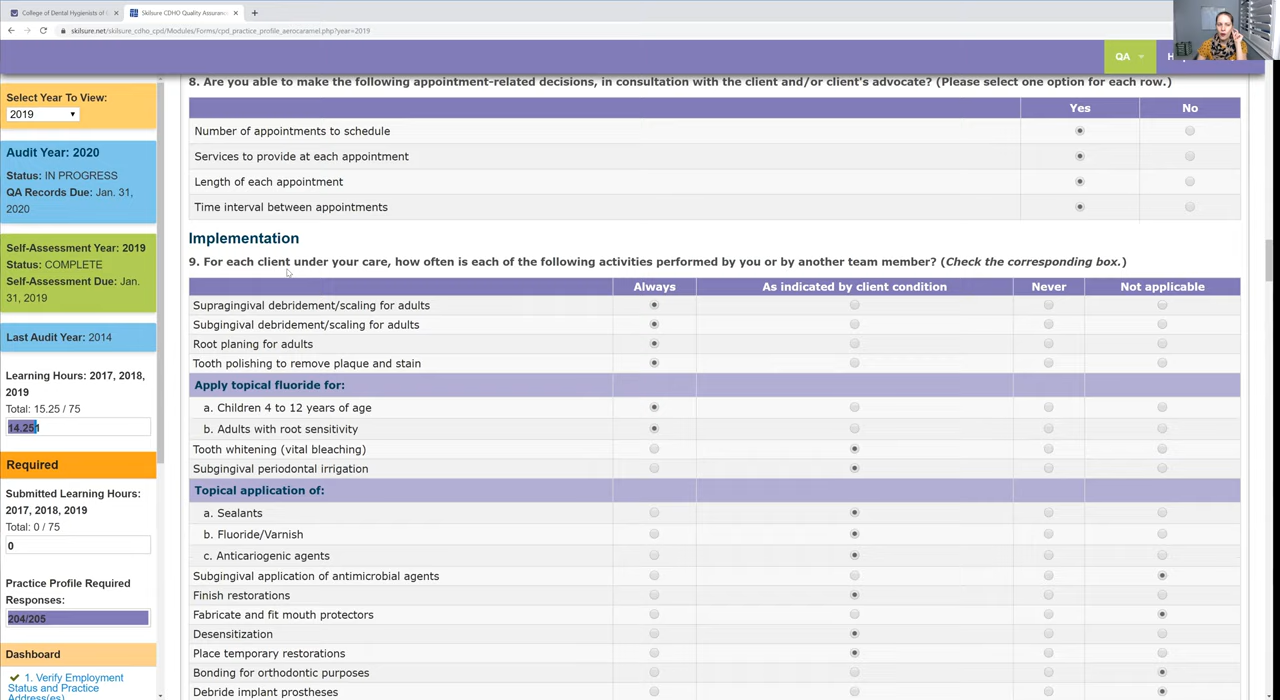 College of Dental Hygienists of
Skilsure CDHO Quality Assurance
skilsure.net/skilsure_cdho_cpd/Modules/Forms/cpd_practice_profile_aerocaramel.php?year=2019
QA
Select Year To View:
2019
Audit Year: 2020
Status: IN PROGRESS
QA Records Due: Jan. 31,
2020
Self-Assessment Year: 2019
Status: COMPLETE
Self-Assessment Due: Jan.
31, 2019
Last Audit Year: 2014
Learning Hours: 2017, 2018,
2019
Total: 15.25 / 75
14.25 1
Required
Submitted Learning Hours:
2017, 2018, 2019
Total: 0 / 75
0
Practice Profile Required
Responses:
204/205
Dashboard
1. Verify Employment
Status and Practice
Address(es)
8. Are you able to make the following appointment-related decisions, in consultation with the client and/or client's advocate? (Please select one option for each row.)
Yes No
Number of appointments to schedule
Services to provide at each appointment
Length of each appointment
Time interval between appointments
Implementation
9. For each client under your care, how often is each of the following activities performed by you or by another team member? (Check the corresponding box.)
Always As indicated by client condition Never Not applicable
Supragingival debridement/scaling for adults
Subgingival debridement/scaling for adults
Root planing for adults
Tooth polishing to remove plaque and stain
Apply topical fluoride for:
a. Children 4 to 12 years of age
b. Adults with root sensitivity
Tooth whitening (vital bleaching)
Subgingival periodontal irrigation
Topical application of:
a. Sealants
b. Fluoride/Varnish
c. Anticariogenic agents
Subgingival application of antimicrobial agents
Finish restorations
Fabricate and fit mouth protectors
Desensitization
Place temporary restorations
Bonding for orthodontic purposes
Debride implant prostheses